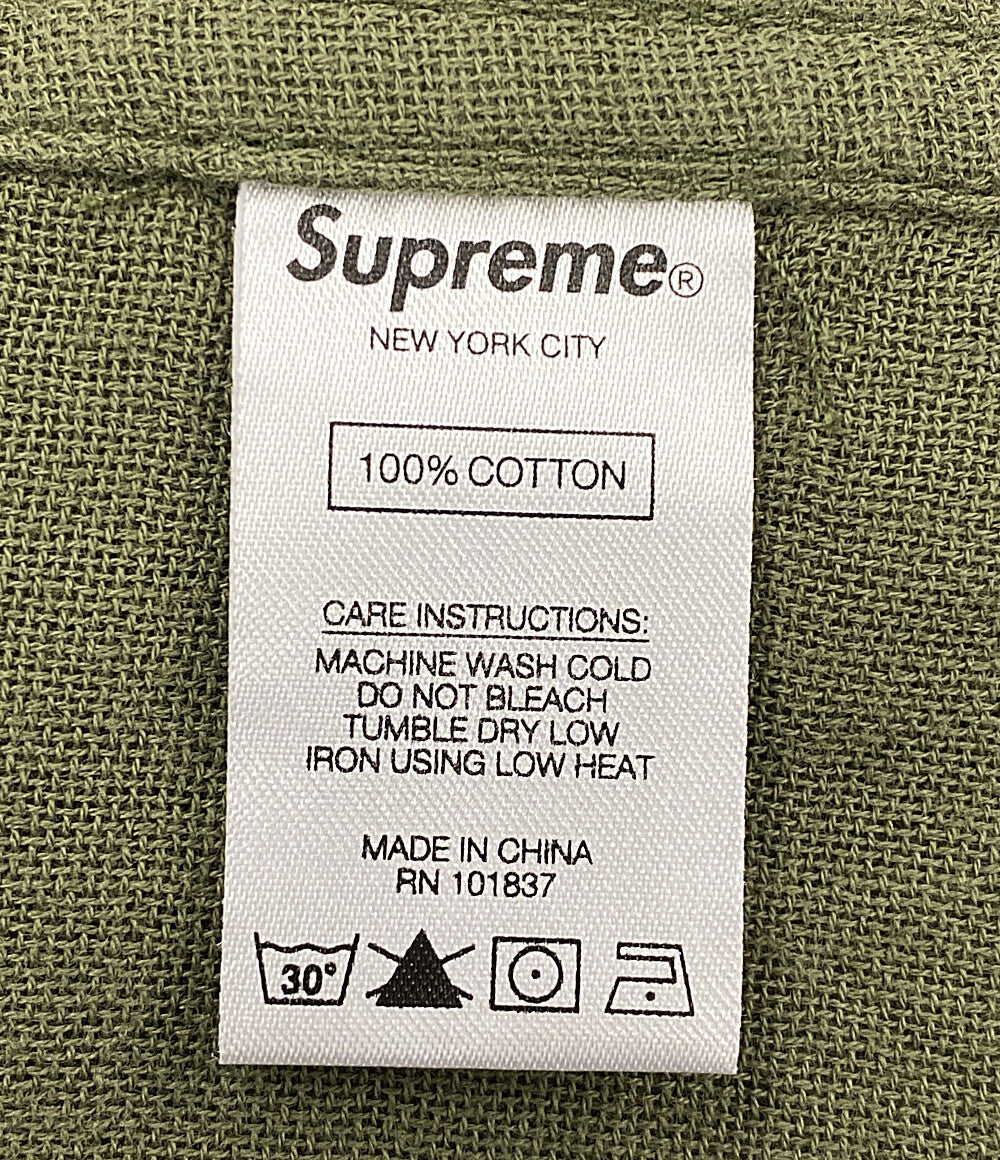 Supreme®
NEW YORK CITY
100% COTTON
CARE INSTRUCTIONS:
MACHINE WASH COLD
DO NOT BLEACH
TUMBLE DRY LOW
IRON USING LOW HEAT
MADE IN CHINA
RN 101837
30°